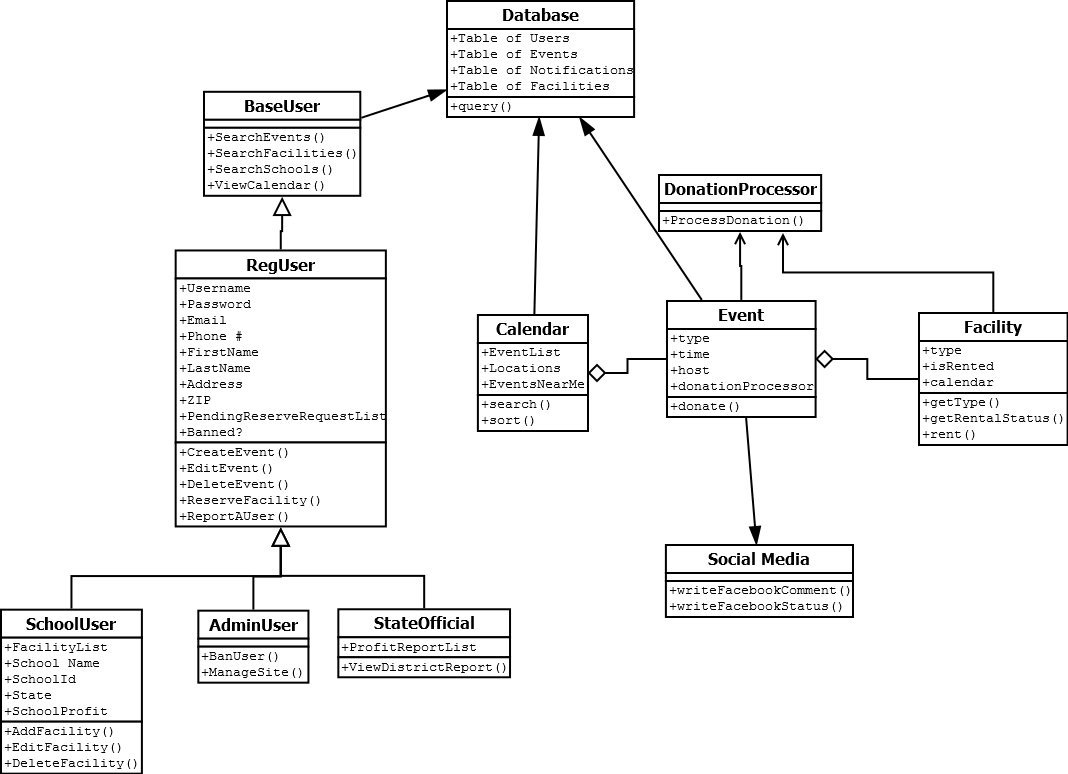 Database
+Table of Users
+Table of Events
+Table of Notifications
+Table of Facilities
+query()
BaseUser
+SearchEvents()
+SearchFacilities()
+SearchSchools()
+ViewCalendar()
DonationProcessor
+ProcessDonation()
RegUser
+Username
+Password
+Email
+Phone #
+FirstName
+LastName
+Address
+ZIP
+PendingReserveRequestList
+Banned?
+CreateEvent()
+EditEvent()
+DeleteEvent()
+ReserveFacility()
+ReportAUser()
Calendar
+EventList
+Locations
+EventsNearMe
+search()
+sort()
Event
+type
+time
+host
+donationProcessor
+donate()
Facility
+type
+isRented
+calendar
+getType()
+getRentalStatus()
+rent()
Social Media
+writeFacebookComment()
+writeFacebookStatus()
SchoolUser
+FacilityList
+School Name
+SchoolId
+State
+SchoolProfit
+AddFacility()
+EditFacility()
+DeleteFacility()
AdminUser
+BanUser()
+ManageSite()
StateOfficial
+ProfitReportList
+ViewDistrictReport()